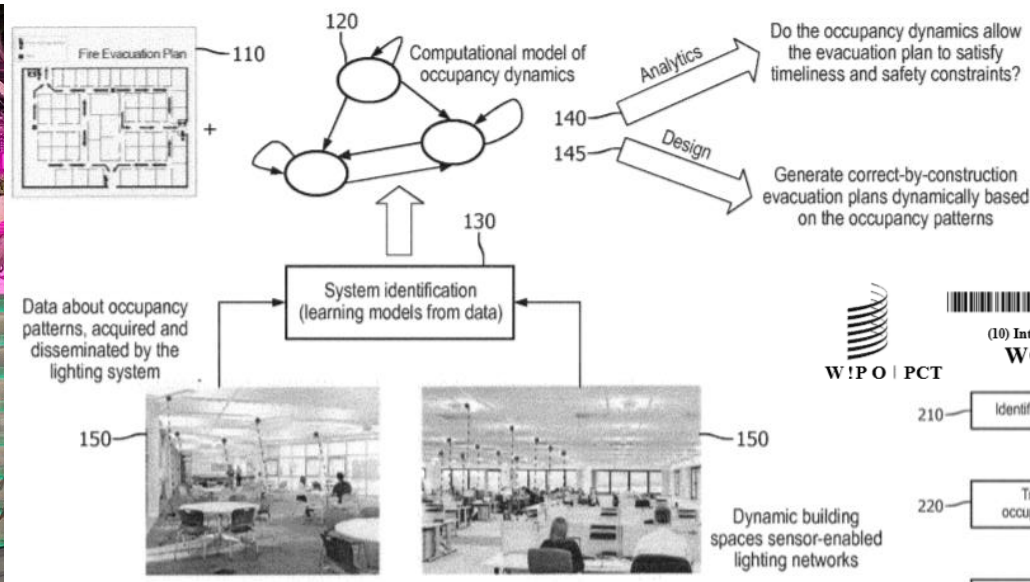 Fire Evacuation Plan
110
120
Computational model of
occupancy dynamics
+
Analytics
140
Do the occupancy dynamics allow
the evacuation plan to satisfy
timeliness and safety constraints?
145
Design
Generate correct-by-construction
evacuation plans dynamically based
on the occupancy patterns
130
System identification
(learning models from data)
Data about occupancy
patterns, acquired and
disseminated by the
lighting system
150
150
Dynamic building
spaces sensor-enabled
lighting networks
W!PO | PCT
(10)
210
220